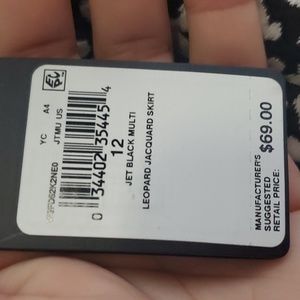 YC A4
JTMU US
0 34402 35445 4
12
JET BLACK MULTI
LEOPARD JACQUARD SKIRT
MANUFACTURER'S
SUGGESTED
RETAIL PRICE:
$69.00